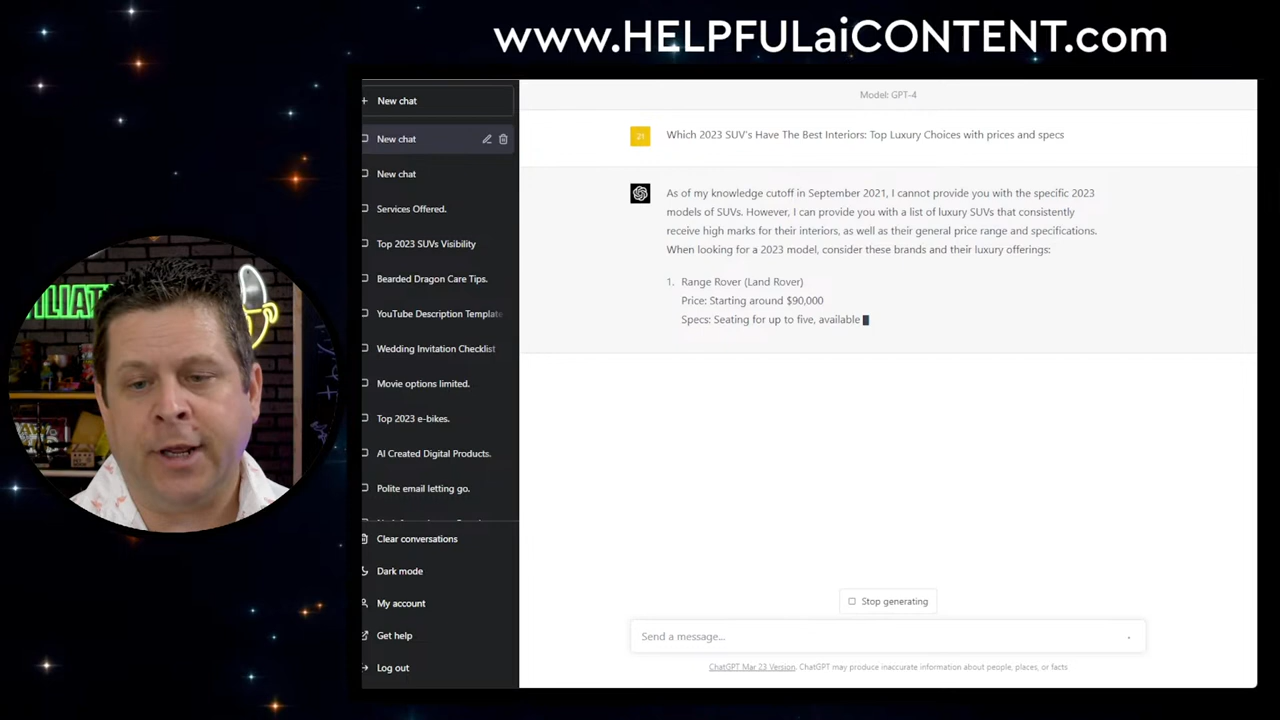 www.HELPFULaiCONTENT.com
New chat
New chat
New chat
Services Offered.
Top 2023 SUVs Visibility
Bearded Dragon Care Tips.
YouTube Description Template
Wedding Invitation Checklist
Movie options limited.
Top 2023 e-bikes.
AI Created Digital Products.
Polite email letting go.
Clear conversations
Dark mode
My account
Get help
Log out
Model: GPT-4
21
Which 2023 SUV's Have The Best Interiors: Top Luxury Choices with prices and specs
As of my knowledge cutoff in September 2021, I cannot provide you with the specific 2023
models of SUVs. However, I can provide you with a list of luxury SUVs that consistently
receive high marks for their interiors, as well as their general price range and specifications.
When looking for a 2023 model, consider these brands and their luxury offerings:
1. Range Rover (Land Rover)
Price: Starting around $90,000
Specs: Seating for up to five, available
Stop generating
Send a message...
ChatGPT Mar 23 Version. ChatGPT may produce inaccurate information about people, places, or facts